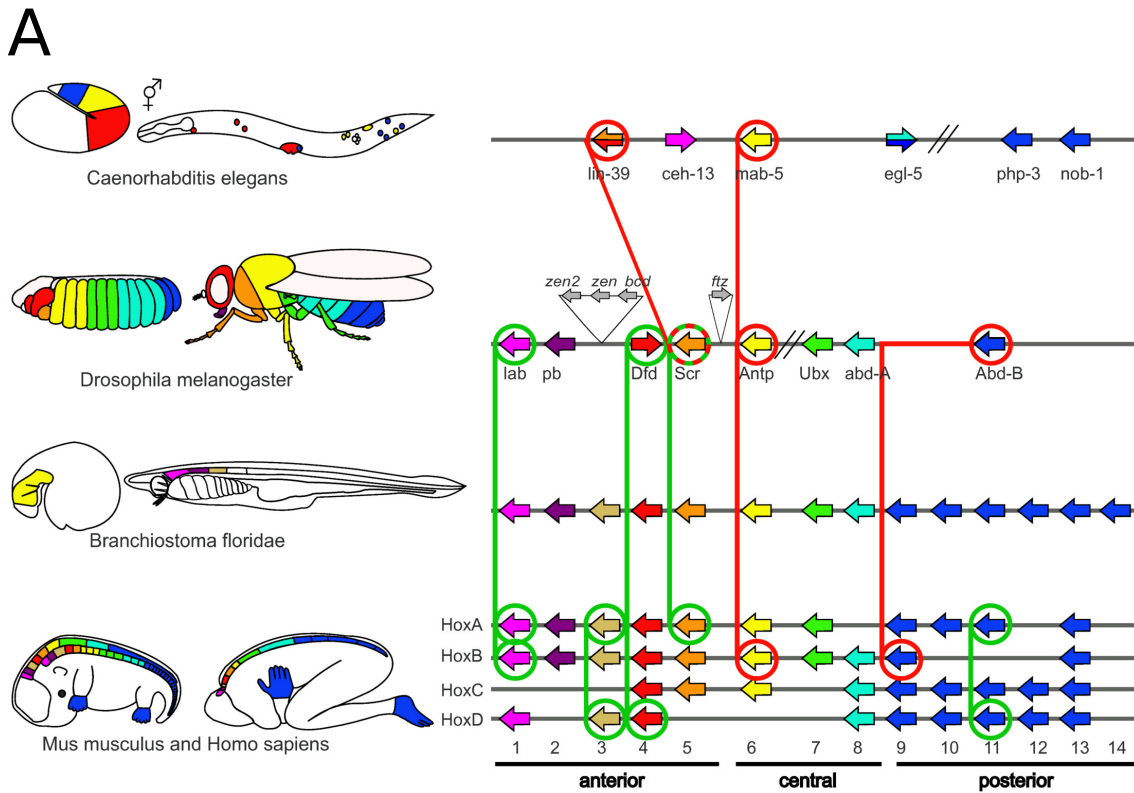 A
Caenorhabditis elegans
lin-39 ceh-13 mab-5 egl-5 php-3 nob-1
zen2 zen bcd ftz
lab pb Dfd Scr Antp Ubx abd-A Abd-B
Drosophila melanogaster
Branchiostoma floridae
HoxA
HoxB
HoxC
HoxD
Mus musculus and Homo sapiens
1 2 3 4 5 6 7 8 9 10 11 12 13 14
anterior central posterior